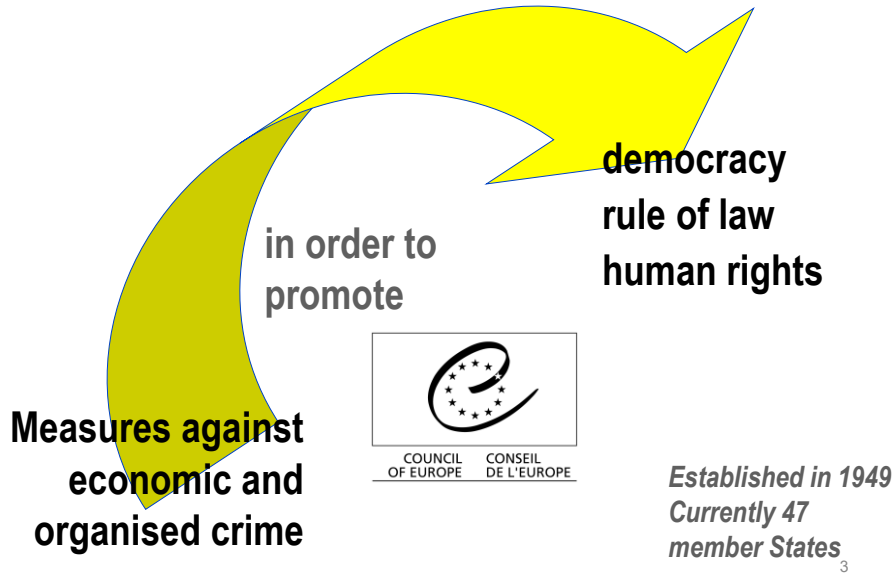 democracy
rule of law
human rights
in order to
promote
Measures against
economic and
organised crime
COUNCIL CONSEIL
OF EUROPE DE L'EUROPE
Established in 1949
Currently 47
member States
3